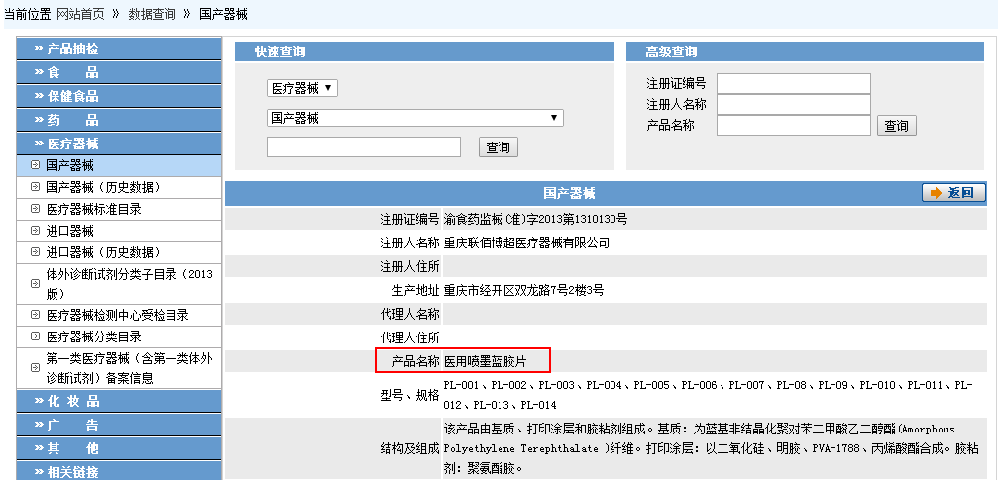 当前位置 网站首页 》 数据查询 》 国产器械
» 产品抽检
» 食 品
» 保健食品
» 药 品
» 医疗器械
国产器械
国产器械（历史数据）
医疗器械标准目录
进口器械
进口器械（历史数据）
体外诊断试剂分类子目录（2013
版）
医疗器械检测中心受检目录
医疗器械分类目录
第一类医疗器械（含第一类体外
诊断试剂）备案信息
» 化 妆 品
» 广 告
» 其 他
» 相关链接
快速查询
医疗器械
国产器械
查询
高级查询
注册证编号
注册人名称
产品名称 查询
国产器械
返回
注册证编号 渝食药监械(准)字2013第1310130号
注册人名称 重庆联佰博超医疗器械有限公司
注册人住所
生产地址 重庆市经开区双龙路7号2楼3号
代理人名称
代理人住所
产品名称 医用喷墨蓝胶片
型号、规格 PL-001、PL-002、PL-003、PL-004、PL-005、PL-006、PL-007、PL-08、PL-09、PL-010、PL-011、PL-
012、PL-013、PL-014
结构及组成 该产品由基质、打印涂层和胶粘剂组成。基质：为蓝基非结晶化聚对苯二甲酸乙二醇酯(Amorphous
Polyethylene Terephthalate )纤维。打印涂层：以二氧化硅、明胶、PVA-1788、丙烯酸酯合成。胶粘
剂：聚氨酯胶。